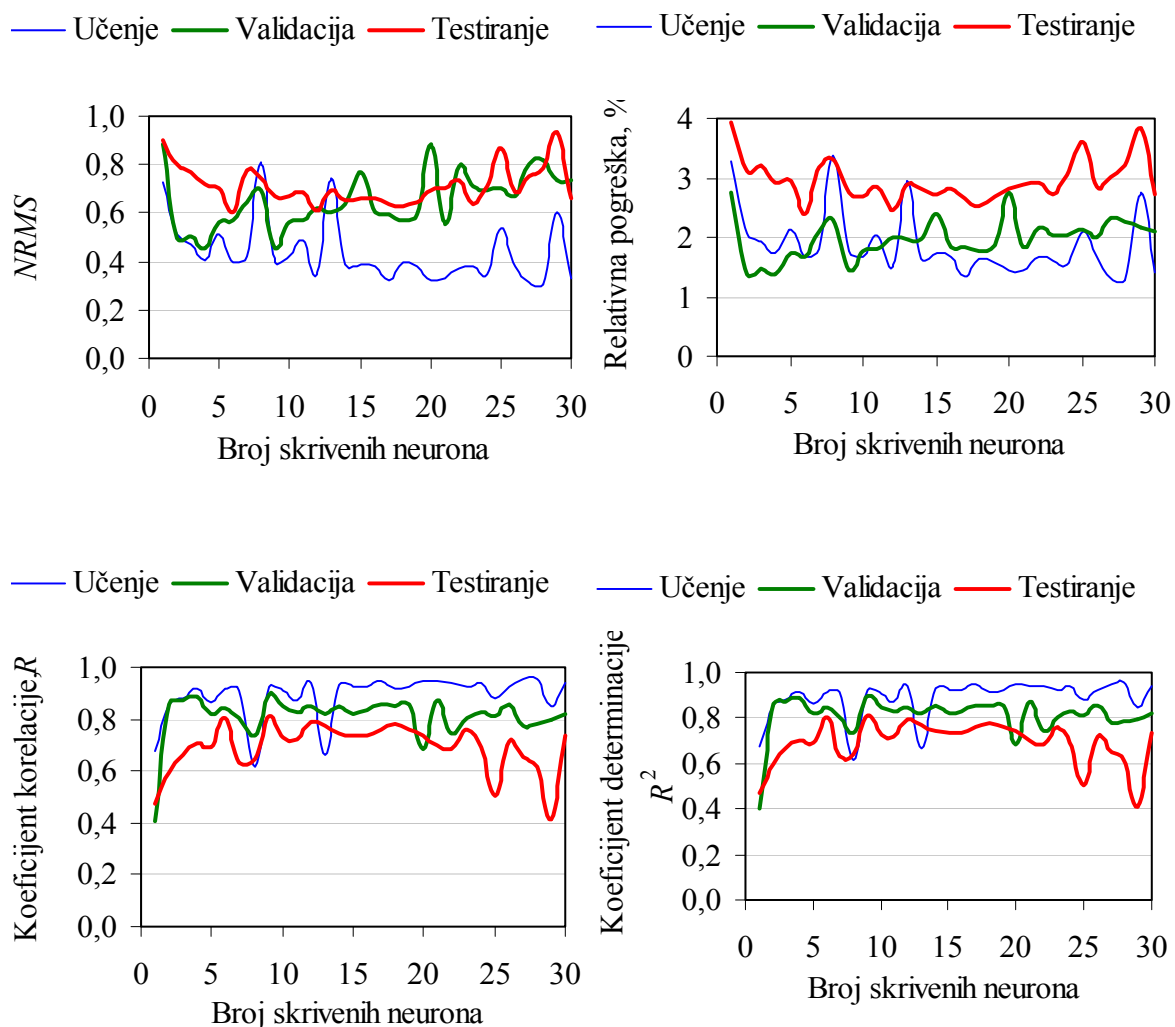 Učenje Validacija Testiranje
NRMS
1,0
0,8
0,6
0,4
0,2
0,0
0 5 10 15 20 25 30
Broj skrivenih neurona
Učenje Validacija Testiranje
Relativna pogreška, %
4
3
2
1
0
0 5 10 15 20 25 30
Broj skrivenih neurona
Učenje Validacija Testiranje
Koeficijent korelacije, R
1,0
0,8
0,6
0,4
0,2
0,0
0 5 10 15 20 25 30
Broj skrivenih neurona
Učenje Validacija Testiranje
Koeficijent determinacije
R²
1,0
0,8
0,6
0,4
0,2
0,0
0 5 10 15 20 25 30
Broj skrivenih neurona